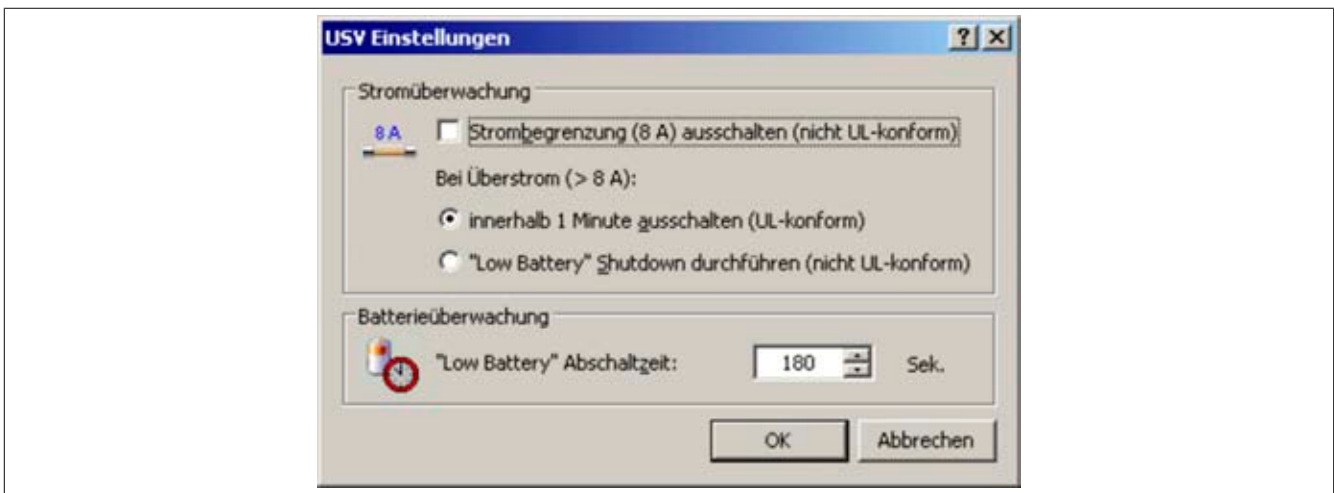 USV Einstellungen
Stromüberwachung
8 A
Strombegrenzung (8 A) ausschalten (nicht UL-konform)
Bei Überstrom (> 8 A):
innerhalb 1 Minute ausschalten (UL-konform)
"Low Battery" Shutdown durchführen (nicht UL-konform)
Batterieüberwachung
"Low Battery" Abschaltzeit: 180 Sek.
OK Abbrechen